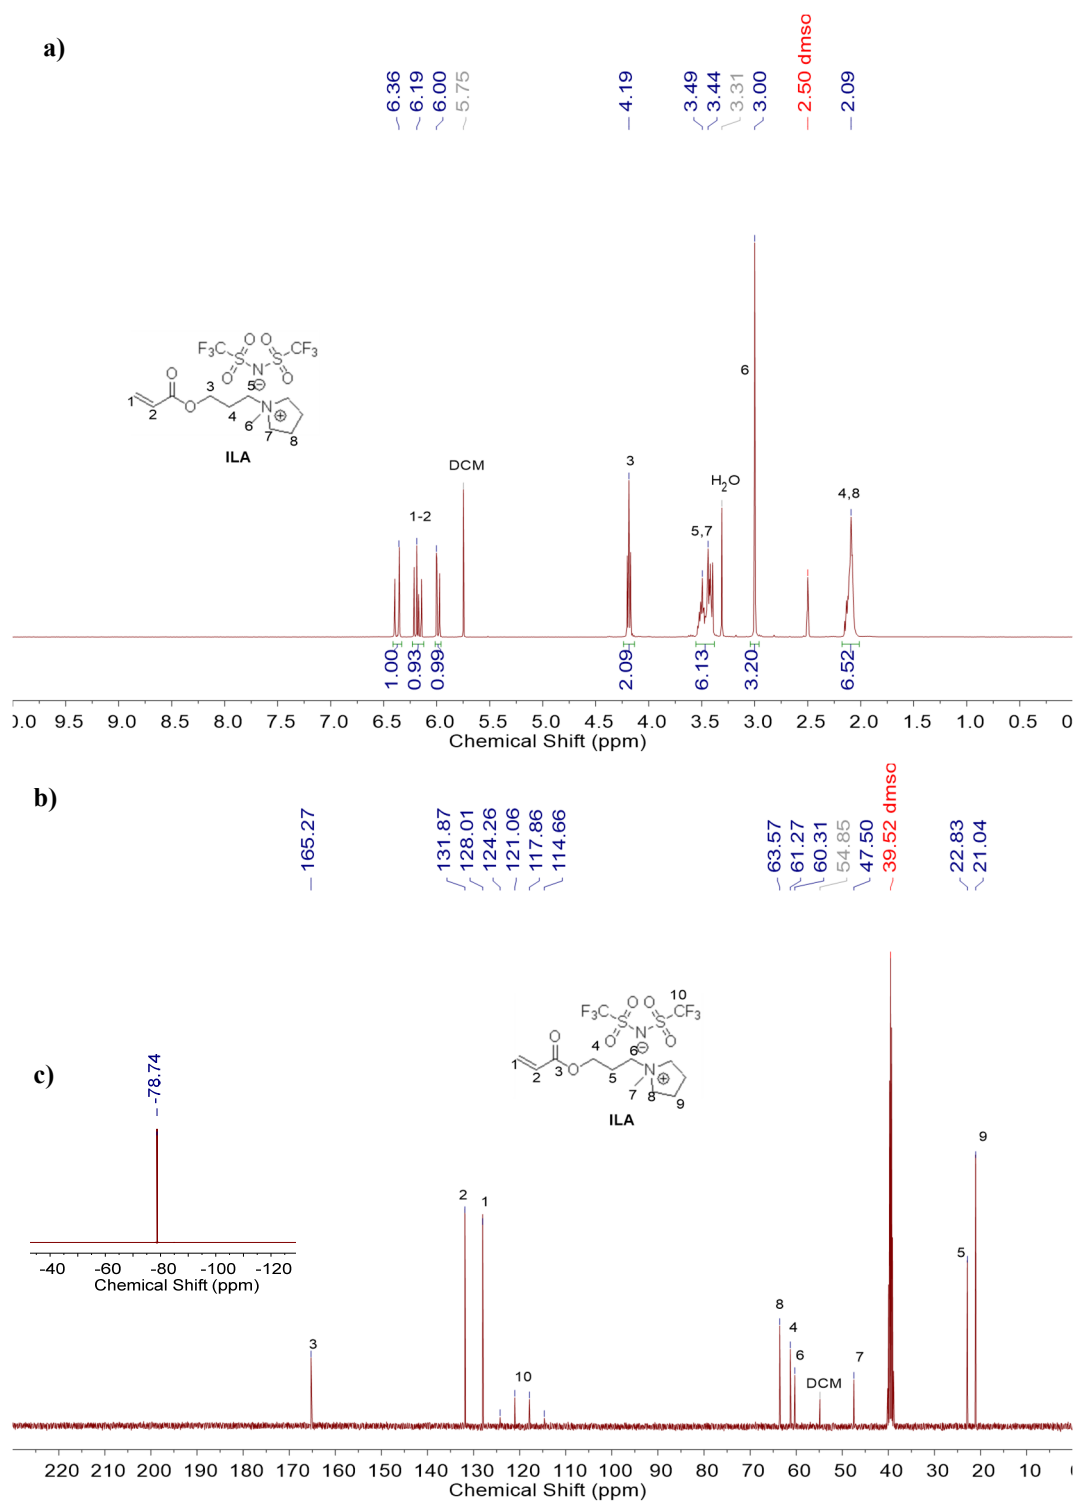 a)
6.36
6.19
6.00
5.75
4.19
3.49
3.44
3.31
3.00
2.50 dmso
2.09
6
F₃C
O
O
CF₃
S
S
O
N
O
⊖
O
1
2
O
3
4
5
N
⊕
6
7
8
ILA
DCM
1-2
3
H₂O
5,7
4,8
1.00
0.93
0.99
2.09
6.13
3.20
6.52
0.0 9.5 9.0 8.5 8.0 7.5 7.0 6.5 6.0 5.5 5.0 4.5 4.0 3.5 3.0 2.5 2.0 1.5 1.0 0.5 0
Chemical Shift (ppm)
b)
165.27
131.87
128.01
124.26
121.06
117.86
114.66
63.57
61.27
60.31
54.85
47.50
39.52 dmso
22.83
21.04
10
F₃C
O
O
CF₃
S
S
O
N
O
⊖
O
1
2
3
O
4
5
6
N
⊕
7
8
9
ILA
c)
-78.74
-40 -60 -80 -100 -120
Chemical Shift (ppm)
3
2
1
10
8
4
6
DCM
7
5
9
220 210 200 190 180 170 160 150 140 130 120 110 100 90 80 70 60 50 40 30 20 10
Chemical Shift (ppm)